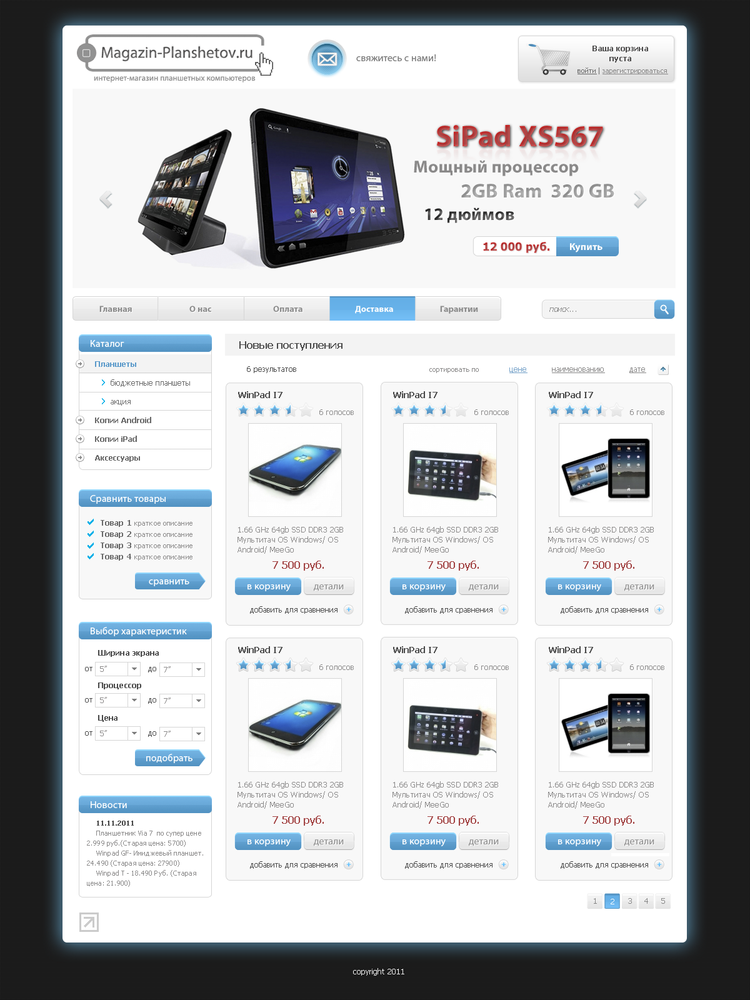 Magazin-Planshetov.ru
интернет-магазин планшетных компьютеров
свяжитесь с нами!
Ваша корзина
пуста
войти | зарегистрироваться
SiPad XS567
Мощный процессор
2GB Ram 320 GB
12 дюймов
12 000 руб. Купить
Главная О нас Оплата Доставка Гарантии
поиск...
Каталог
Планшеты
бюджетные планшеты
акция
Копии Android
Копии iPad
Аксессуары
Сравнить товары
Товар 1 краткое описание
Товар 2 краткое описание
Товар 3 краткое описание
Товар 4 краткое описание
сравнить
Выбор характеристик
Ширина экрана
от 5” до 7”
Процессор
от 5” до 7”
Цена
от 5” до 7”
подобрать
Новости
11.11.2011
Планшетник Via 7 по супер цене
2.999 руб.(Старая цена: 5700)
Winpad GF- Имиджевый планшет.
24.490 (Старая цена: 27900)
Winpad T - 18.490 Руб. (Старая
цена: 21.900)
Новые поступления
6 результатов сортировать по цене наименованию дате
WinPad I7
6 голосов
1.66 GHz 64gb SSD DDR3 2GB
Мультитач OS Windows/ OS
Android/ MeeGo
7 500 руб.
в корзину детали
добавить для сравнения
WinPad I7
6 голосов
1.66 GHz 64gb SSD DDR3 2GB
Мультитач OS Windows/ OS
Android/ MeeGo
7 500 руб.
в корзину детали
добавить для сравнения
WinPad I7
6 голосов
1.66 GHz 64gb SSD DDR3 2GB
Мультитач OS Windows/ OS
Android/ MeeGo
7 500 руб.
в корзину детали
добавить для сравнения
WinPad I7
6 голосов
1.66 GHz 64gb SSD DDR3 2GB
Мультитач OS Windows/ OS
Android/ MeeGo
7 500 руб.
в корзину детали
добавить для сравнения
WinPad I7
6 голосов
1.66 GHz 64gb SSD DDR3 2GB
Мультитач OS Windows/ OS
Android/ MeeGo
7 500 руб.
в корзину детали
добавить для сравнения
WinPad I7
6 голосов
1.66 GHz 64gb SSD DDR3 2GB
Мультитач OS Windows/ OS
Android/ MeeGo
7 500 руб.
в корзину детали
добавить для сравнения
1 2 3 4 5
copyright 2011